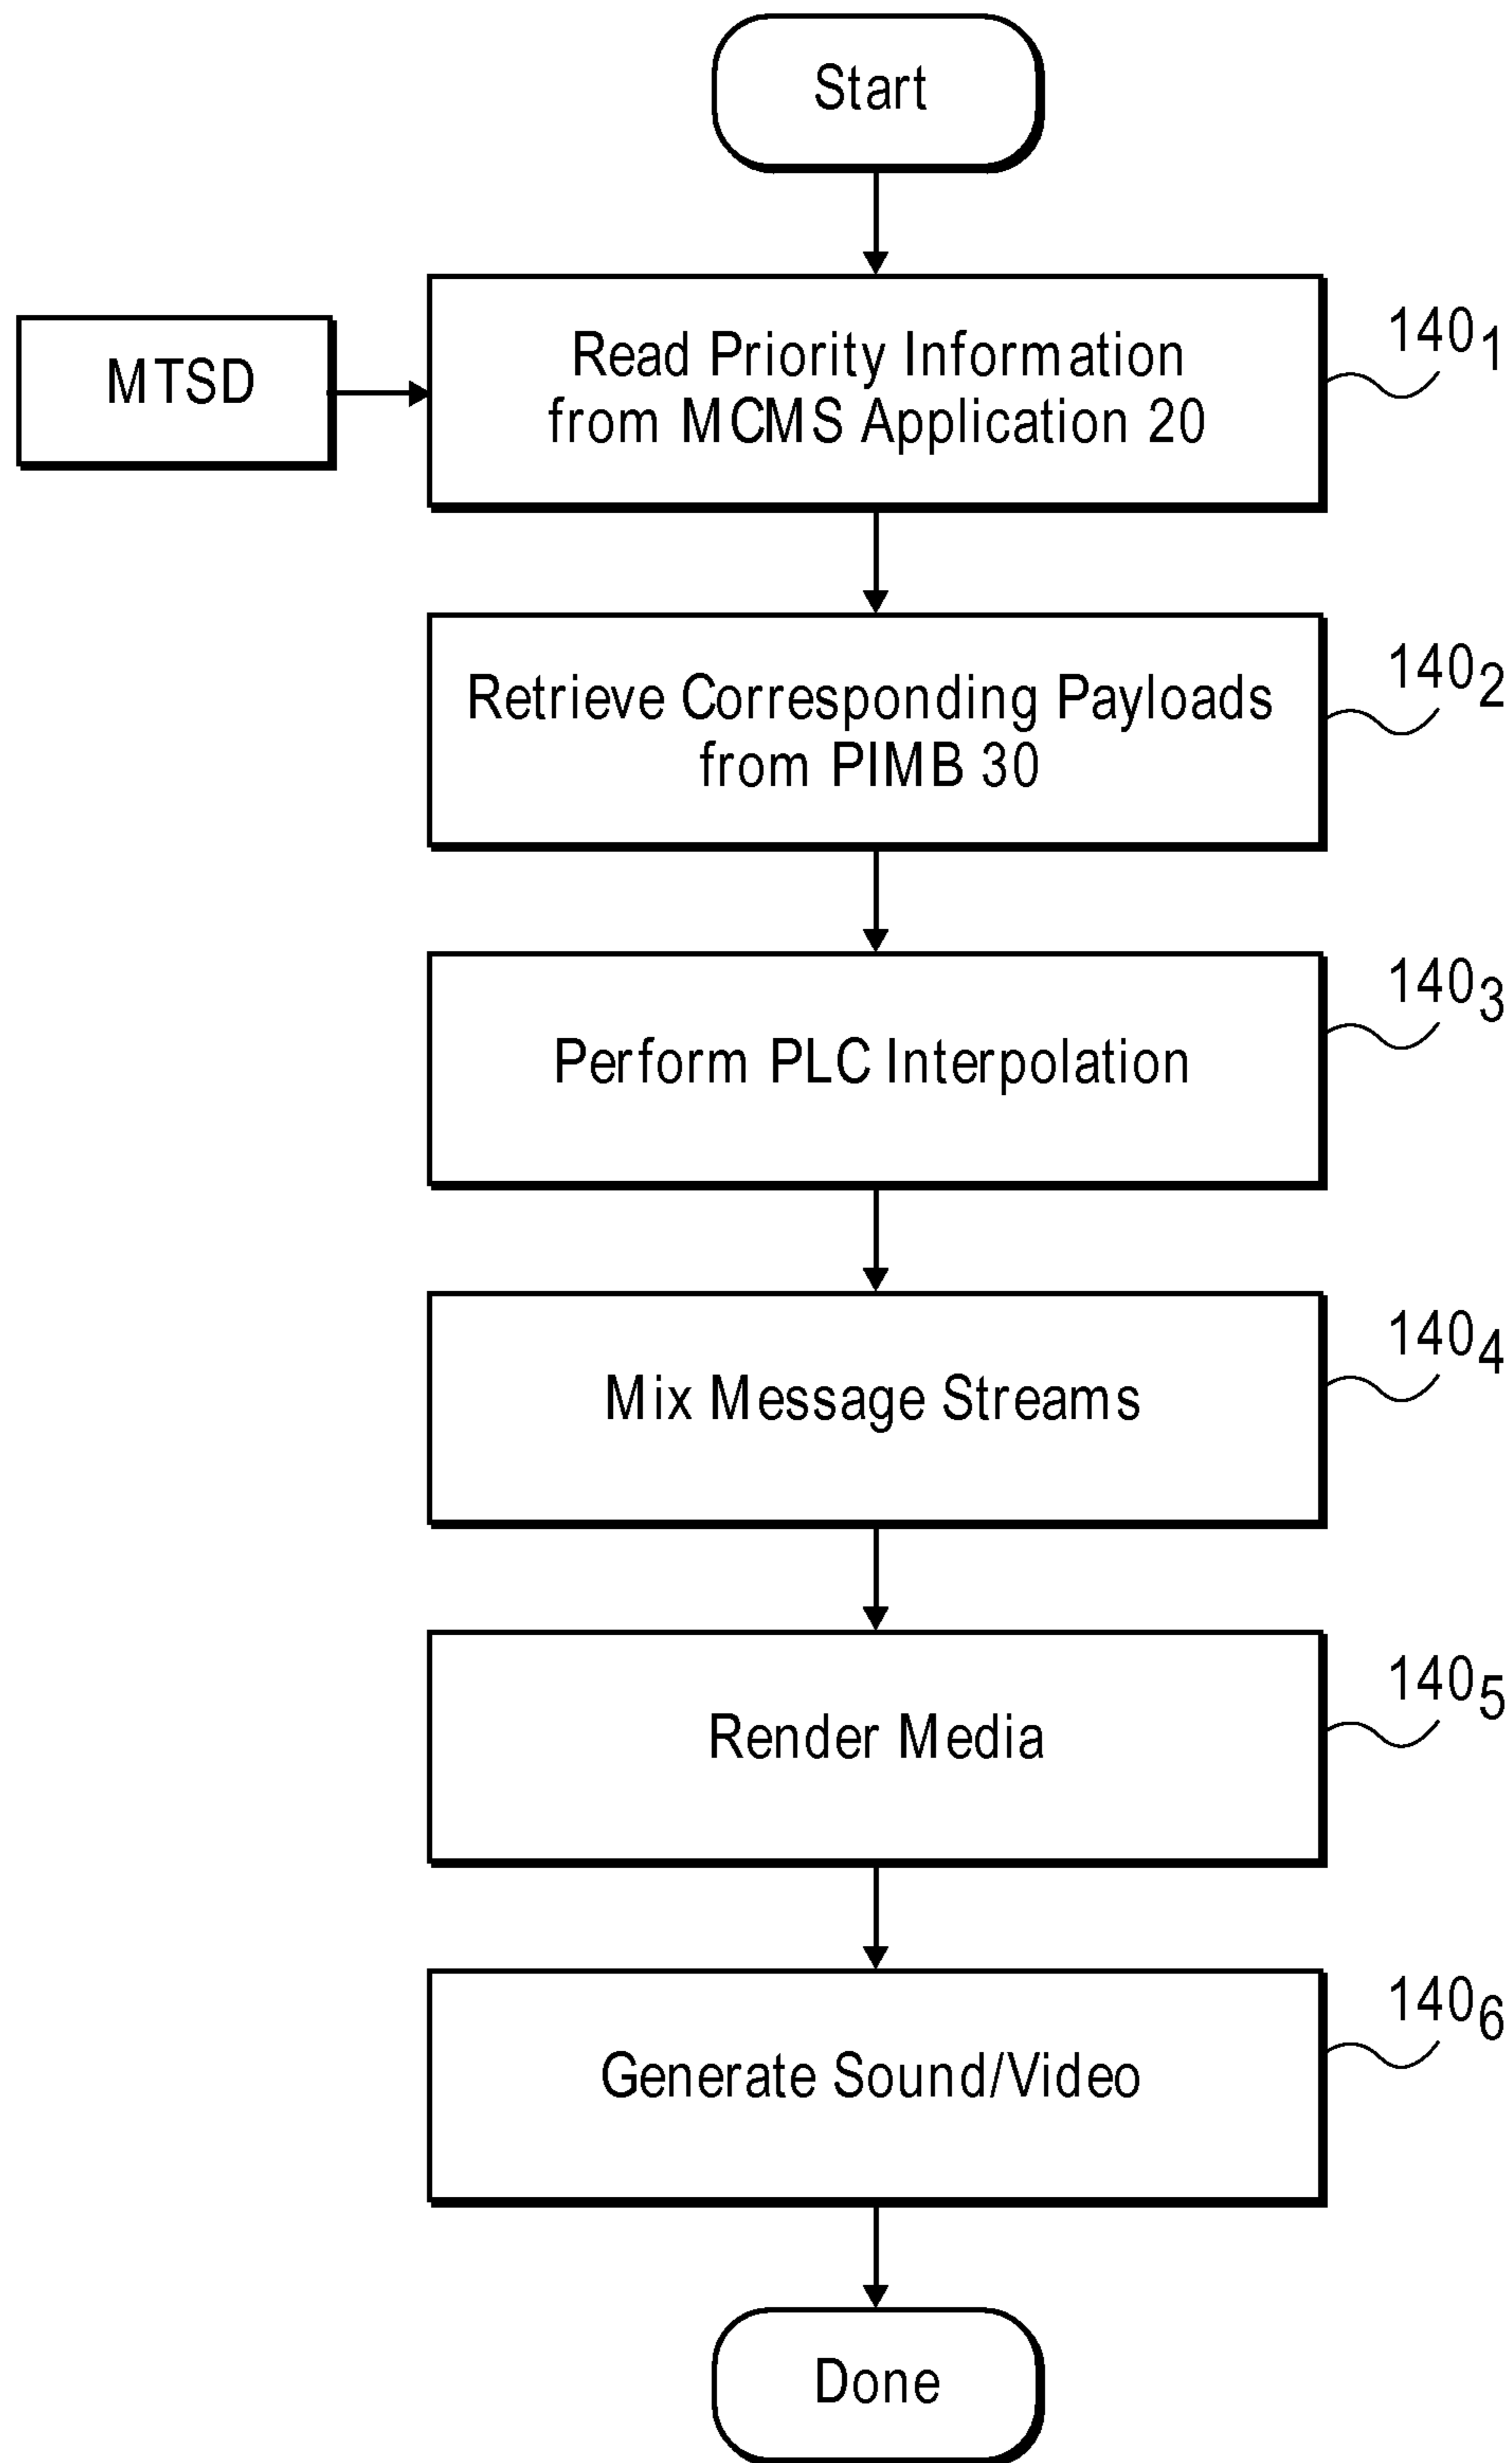 Start
MTSD
Read Priority Information
from MCMS Application 20
140₁
Retrieve Corresponding Payloads
from PIMB 30
140₂
Perform PLC Interpolation
140₃
Mix Message Streams
140₄
Render Media
140₅
Generate Sound/Video
140₆
Done